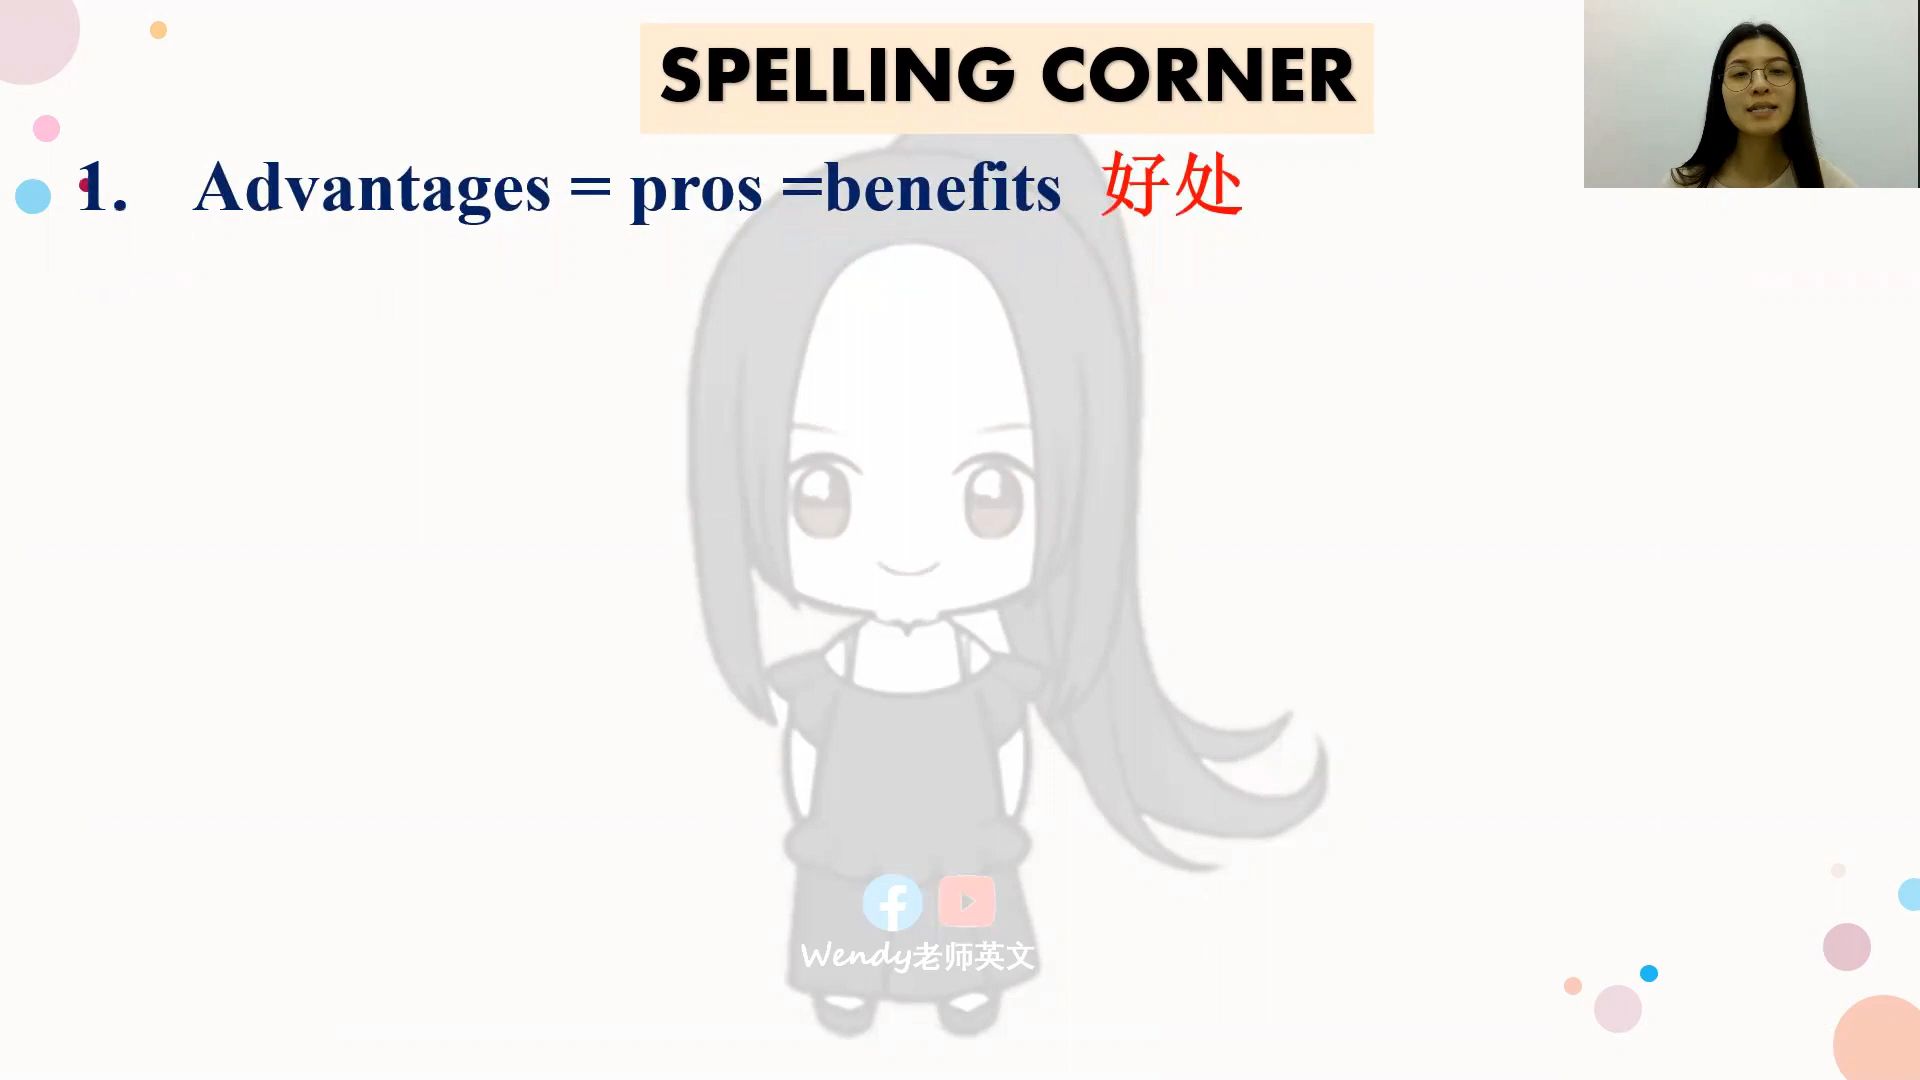 SPELLING CORNER
1. Advantages = pros =benefits 好处
Wendy老师英文